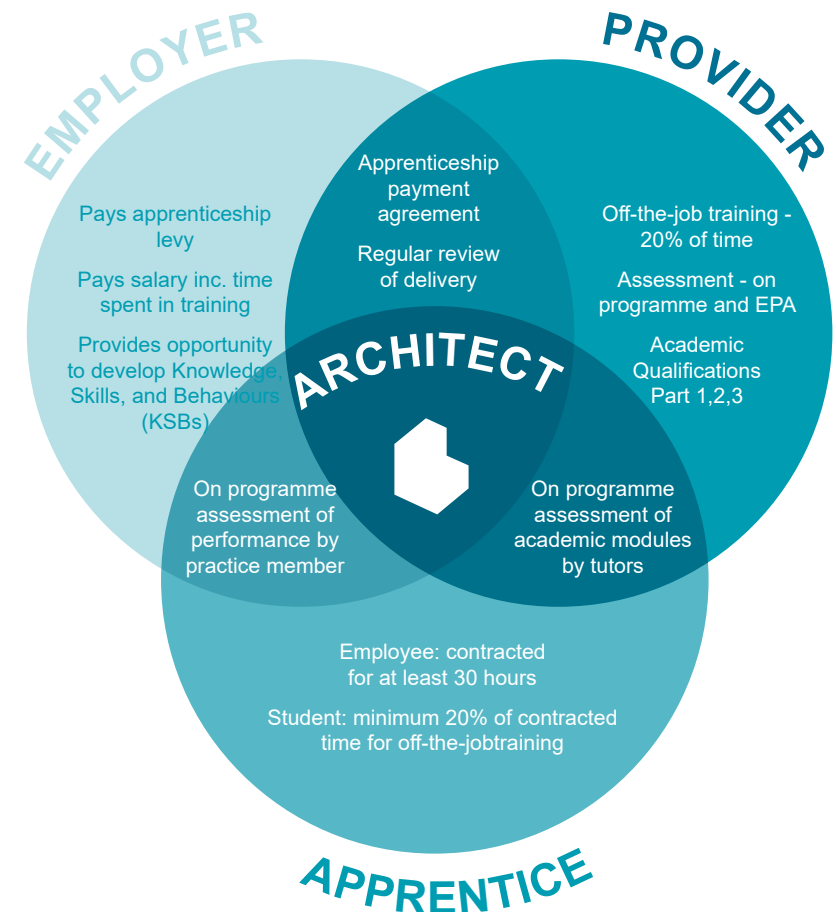 EMPLOYER
PROVIDER
Pays apprenticeship
levy
Pays salary inc. time
spent in training
Provides opportunity
to develop Knowledge,
Skills, and Behaviours
(KSBs)
Apprenticeship
payment
agreement
Regular review
of delivery
Off-the-job training -
20% of time
Assessment - on
programme and EPA
Academic
Qualifications
Part 1,2,3
ARCHITECT
On programme
assessment of
performance by
practice member
On programme
assessment of
academic modules
by tutors
Employee: contracted
for at least 30 hours
Student: minimum 20% of contracted
time for off-the-jobtraining
APPRENTICE